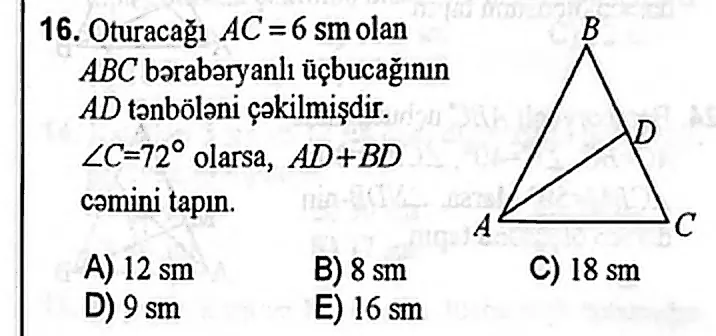 16. Oturacağı AC = 6 sm olan
ABC bərabəryanlı üçbucağının
AD tənböləni çəkilmişdir.
∠C=72° olarsa, AD+BD
cəmini tapın.
B
D
A
C
A) 12 sm B) 8 sm C) 18 sm
D) 9 sm E) 16 sm